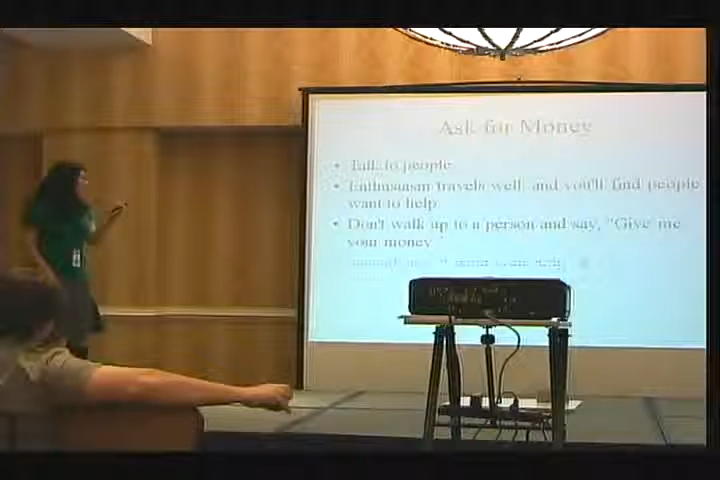 Ask for Money
• Talk to people
• Enthusiasm travels well, and you'll find people
want to help
• Don't walk up to a person and say, "Give me
your money"